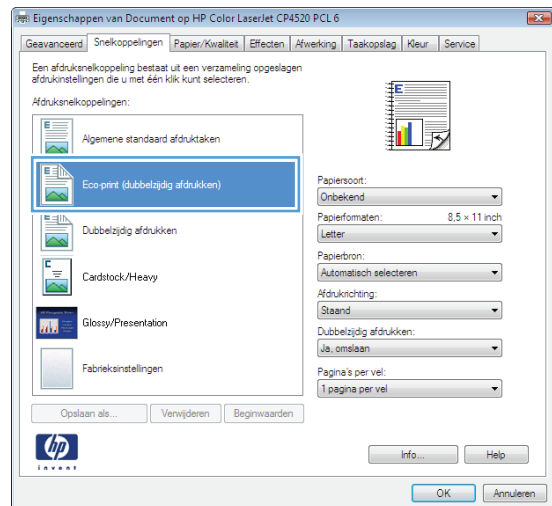 Eigenschappen van Document op HP Color LaserJet CP4520 PCL 6
Geavanceerd Snelkoppelingen Papier/Kwaliteit Effecten Afwerking Taakopslag Kleur Service
Een afdruksnelkoppeling bestaat uit een verzameling opgeslagen
afdrukinstellingen die u met één klik kunt selecteren.
Afdruksnelkoppelingen:
Algemene standaard afdruktaken
Eco-print (dubbelzijdig afdrukken)
Dubbelzijdig afdrukken
Cardstock/Heavy
Glossy/Presentation
Fabrieksinstellingen
Opslaan als... Verwijderen Beginwaarden
E
Papiersoort:
Onbekend
Papierformaten: 8,5 × 11 inch
Letter
Papierbron:
Automatisch selecteren
Afdrukrichting:
Staand
Dubbelzijdig afdrukken:
Ja, omslaan
Pagina's per vel:
1 pagina per vel
hp
invent
Info... Help
OK Annuleren